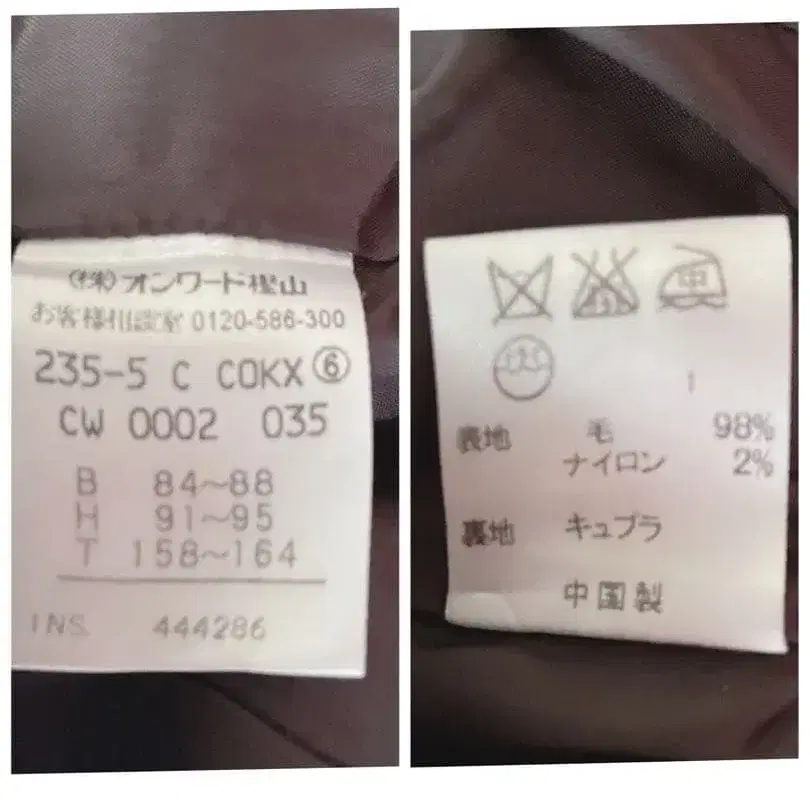 (株)オンワード樫山
お客様相談室 0120-586-300
235-5 C COKX ⑥
CW 0002 035
B 84〜88
H 91〜95
T 158〜164
INS. 444286
中
表地 毛 98%
ナイロン 2%
裏地 キュプラ
中国製